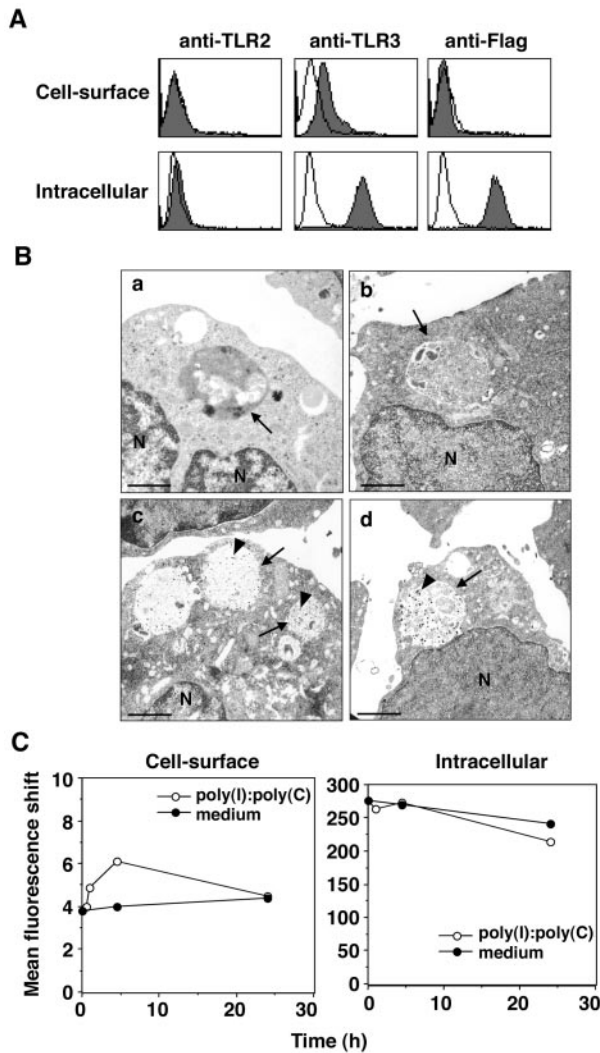 A
anti-TLR2 anti-TLR3 anti-Flag
Cell-surface
Intracellular
B
a b
N N N
c d
N N
C
Cell-surface Intracellular
Mean fluorescence shift
10
8
6
4
2
0
poly(I):poly(C)
medium
0 10 20 30
300
250
200
150
100
50
0
poly(I):poly(C)
medium
0 10 20 30
Time (h)